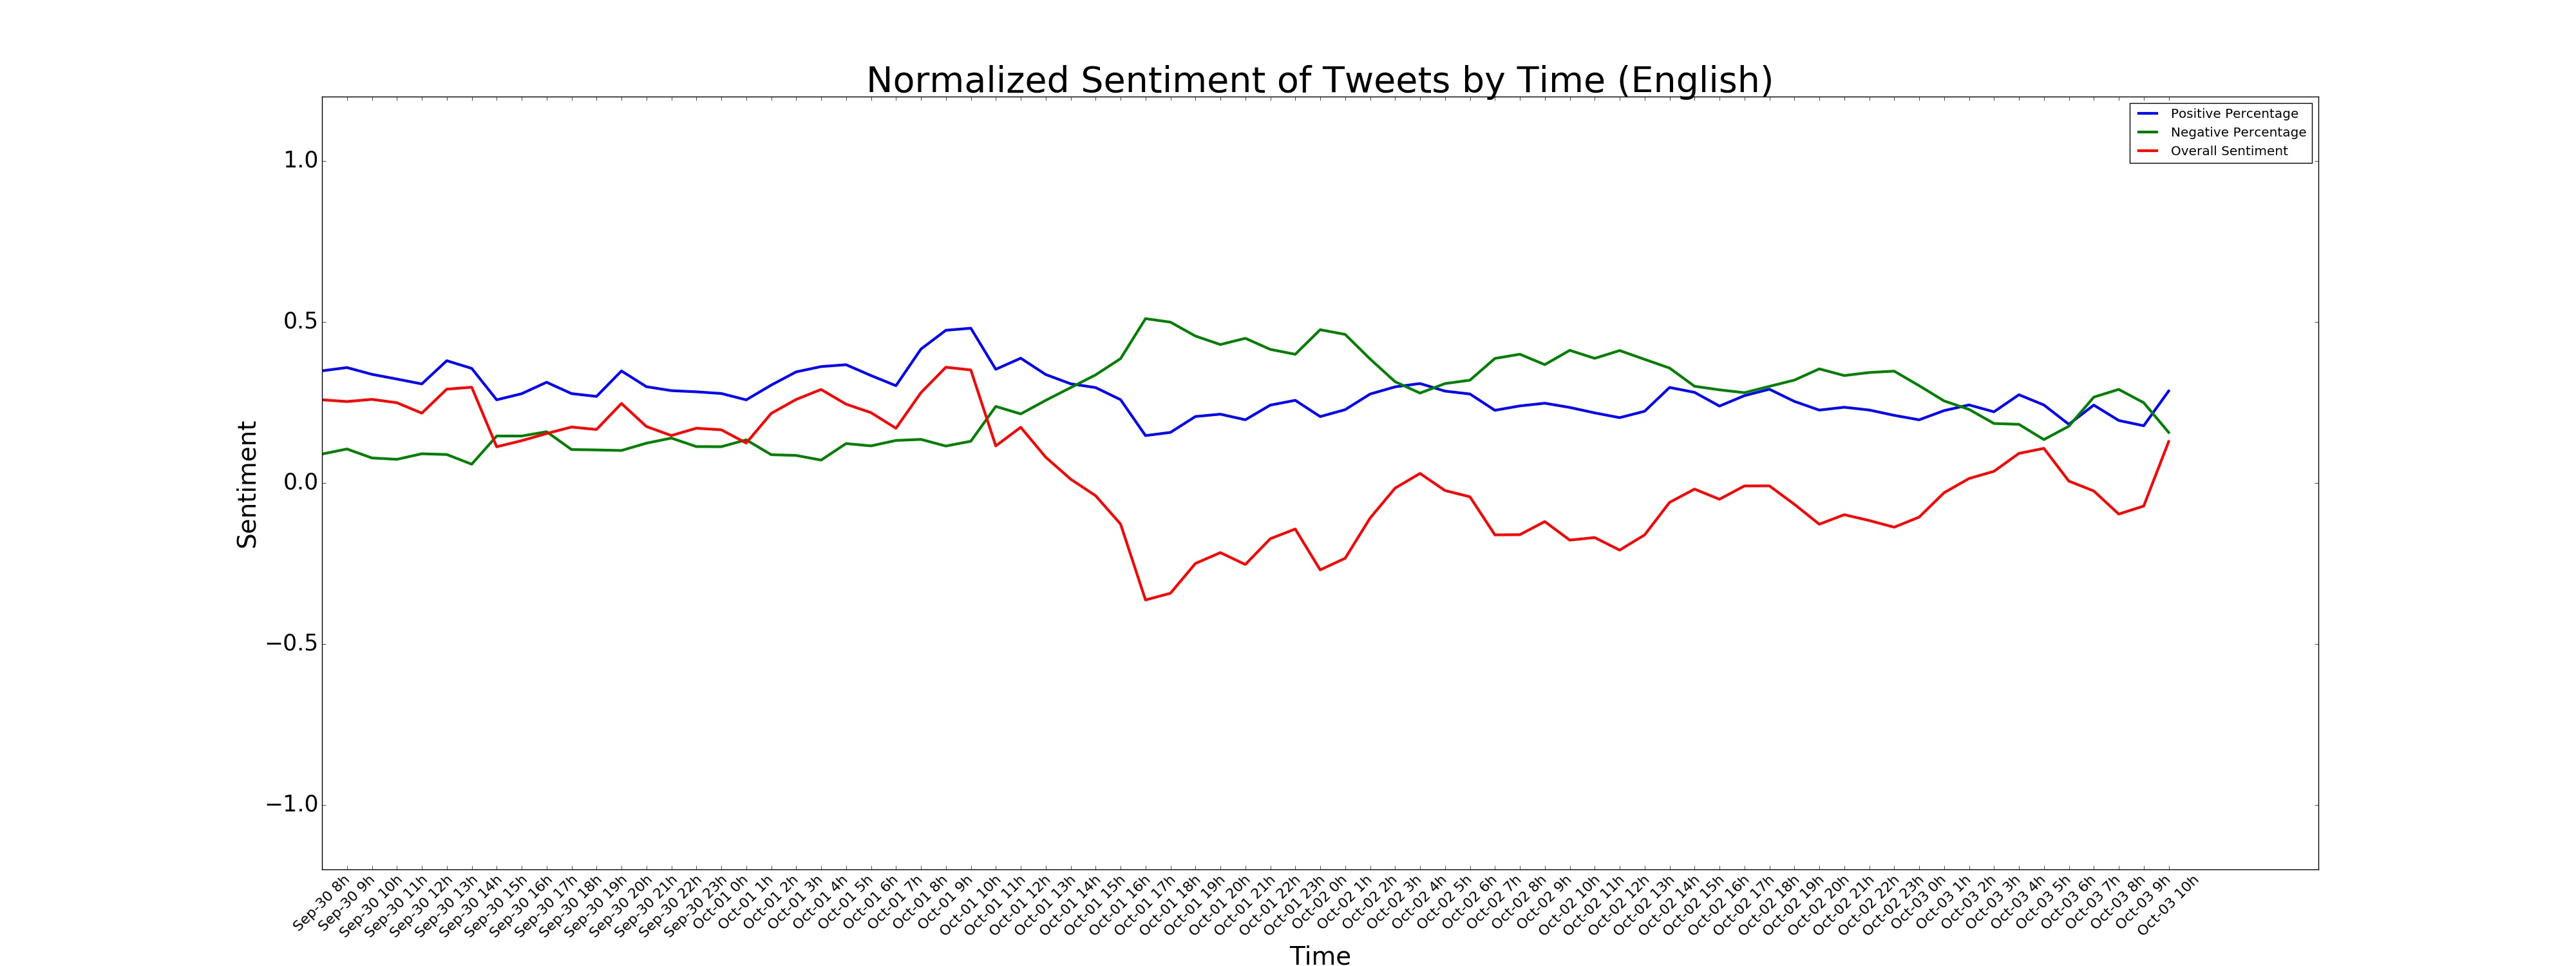 Normalized Sentiment of Tweets by Time (English)
Positive Percentage
Negative Percentage
Overall Sentiment
1.0
0.5
0.0
−0.5
−1.0
Sentiment
Sep-30 8h
Sep-30 9h
Sep-30 10h
Sep-30 11h
Sep-30 12h
Sep-30 13h
Sep-30 14h
Sep-30 15h
Sep-30 16h
Sep-30 17h
Sep-30 18h
Sep-30 19h
Sep-30 20h
Sep-30 21h
Sep-30 22h
Sep-30 23h
Oct-01 0h
Oct-01 1h
Oct-01 2h
Oct-01 3h
Oct-01 4h
Oct-01 5h
Oct-01 6h
Oct-01 7h
Oct-01 8h
Oct-01 9h
Oct-01 10h
Oct-01 11h
Oct-01 12h
Oct-01 13h
Oct-01 14h
Oct-01 15h
Oct-01 16h
Oct-01 17h
Oct-01 18h
Oct-01 19h
Oct-01 20h
Oct-01 21h
Oct-01 22h
Oct-01 23h
Oct-02 0h
Oct-02 1h
Oct-02 2h
Oct-02 3h
Oct-02 4h
Oct-02 5h
Oct-02 6h
Oct-02 7h
Oct-02 8h
Oct-02 9h
Oct-02 10h
Oct-02 11h
Oct-02 12h
Oct-02 13h
Oct-02 14h
Oct-02 15h
Oct-02 16h
Oct-02 17h
Oct-02 18h
Oct-02 19h
Oct-02 20h
Oct-02 21h
Oct-02 22h
Oct-02 23h
Oct-03 0h
Oct-03 1h
Oct-03 2h
Oct-03 3h
Oct-03 4h
Oct-03 5h
Oct-03 6h
Oct-03 7h
Oct-03 8h
Oct-03 9h
Oct-03 10h
Time